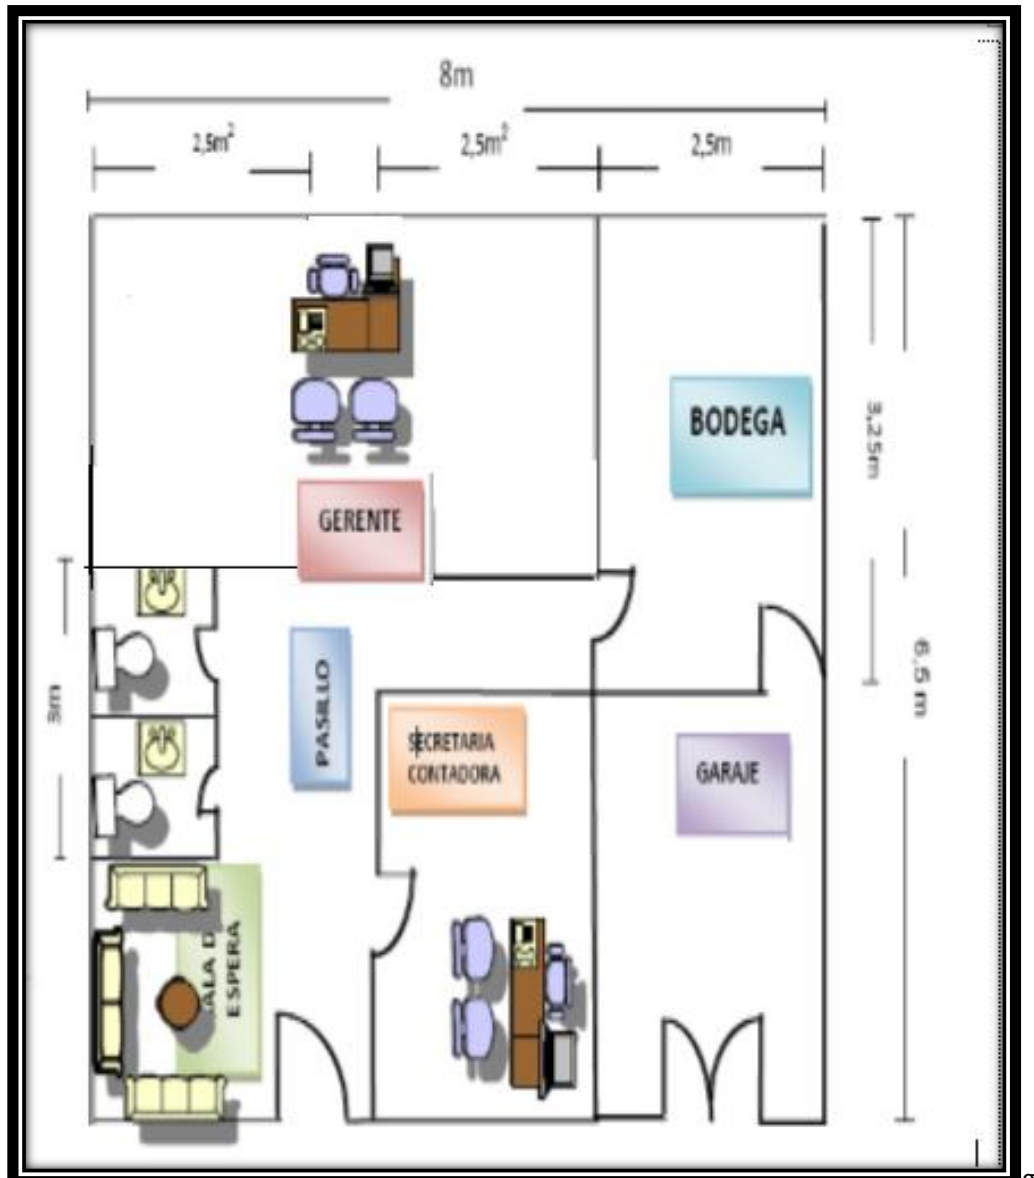 8m
2,5m²
2,5m²
2,5m
BODEGA
3,25m
GERENTE
6,5 m
3m
PASILLO
SECRETARIA
CONTADORA
GARAJE
ALA D
ESPERA